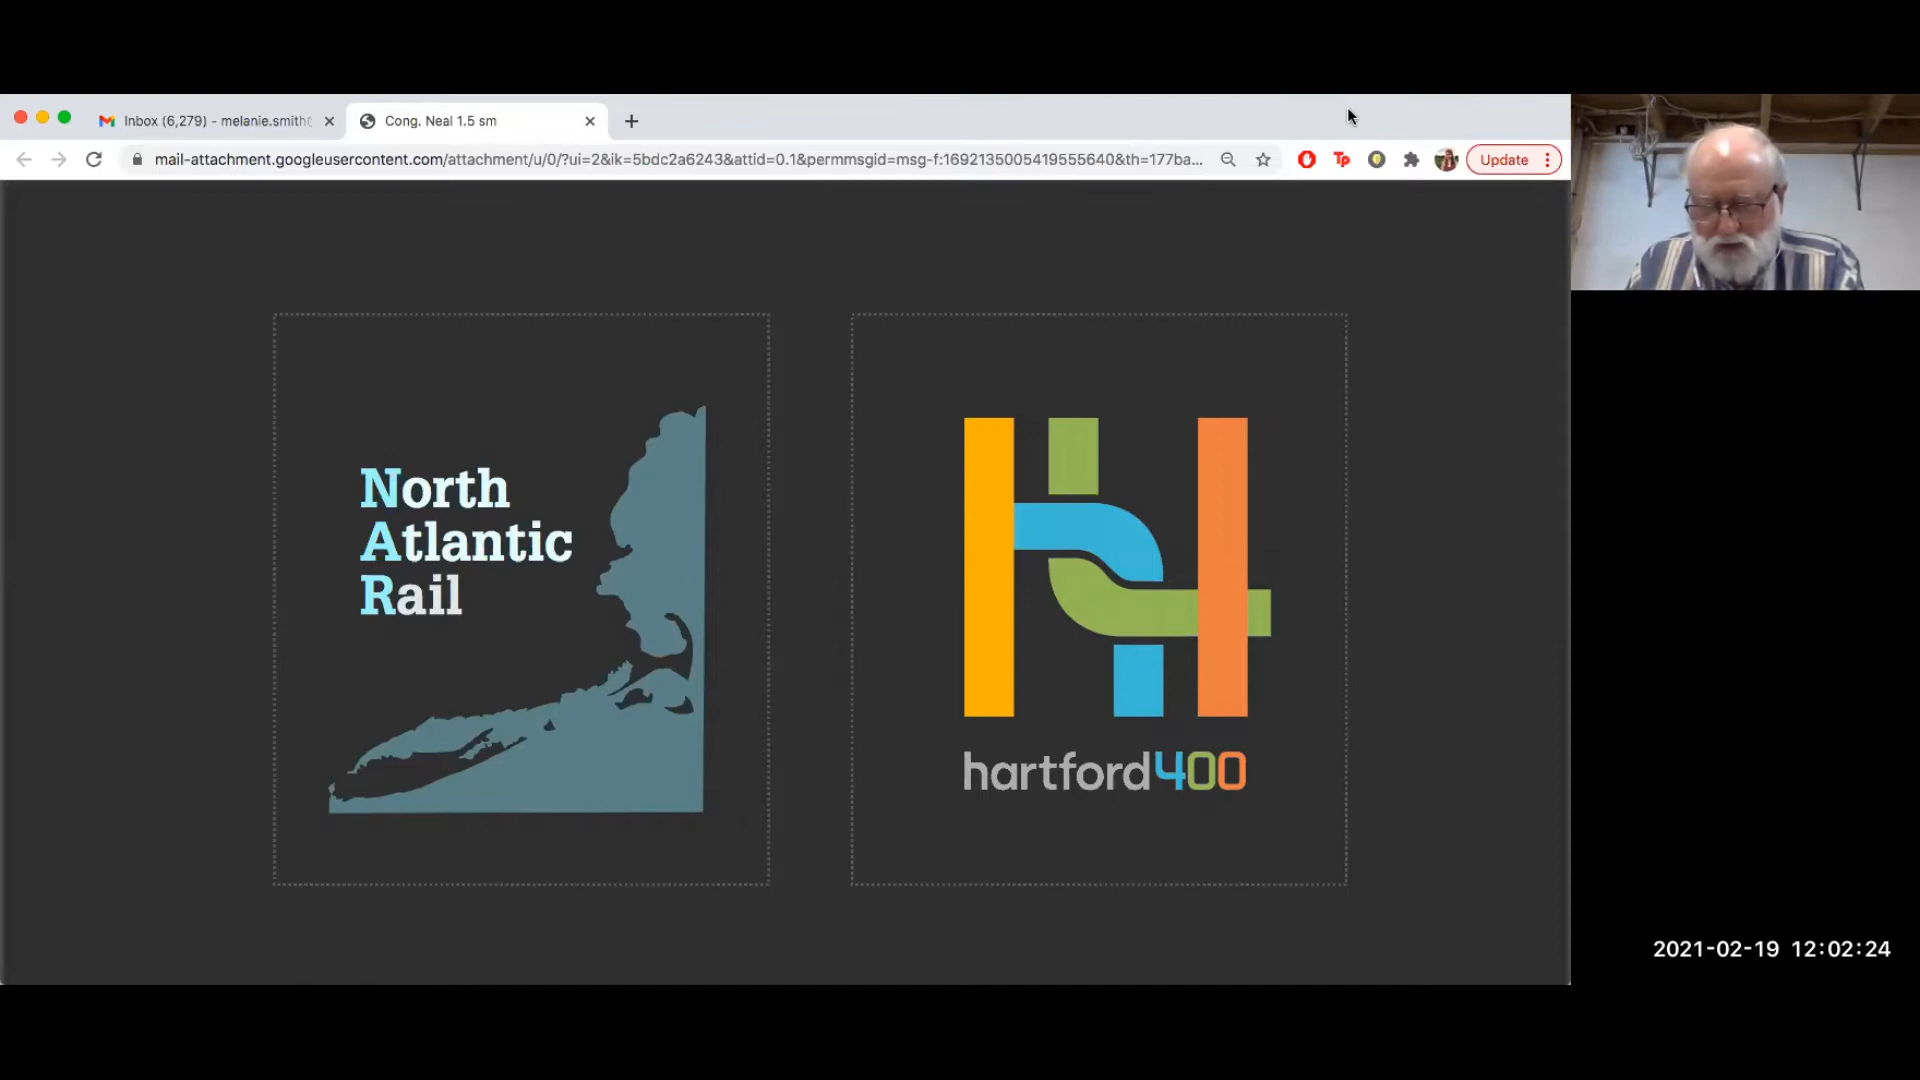 Inbox (6,279) - melanie.smith@
Cong. Neal 1.5 sm
mail-attachment.googleusercontent.com/attachment/u/0/?ui=2&ik=5bdc2a6243&attid=0.1&permmsgid=msg-f:1692135005419555640&th=177ba...
Tp
Update
North
Atlantic
Rail
hartford400
2021-02-19 12:02:24